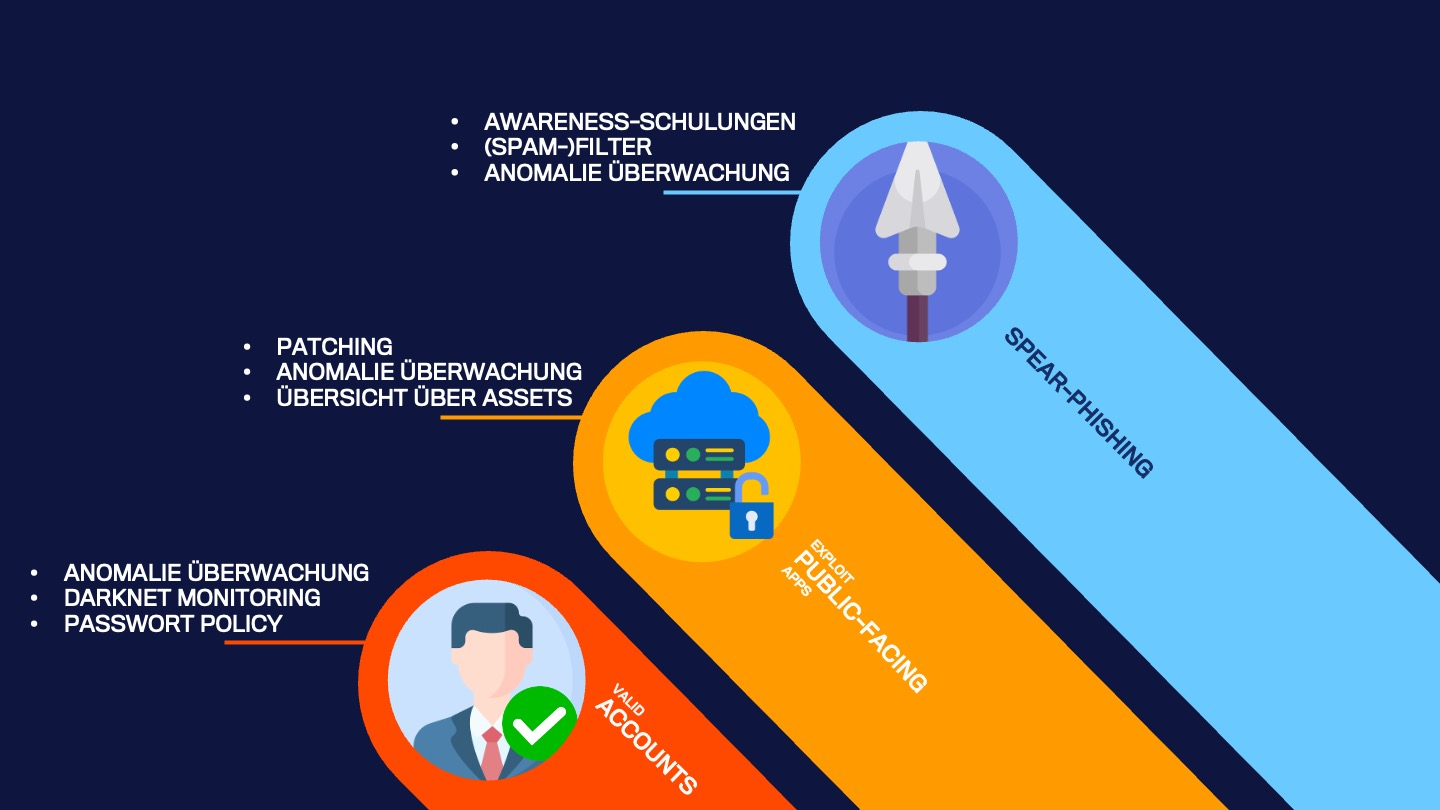 • AWARENESS-SCHULUNGEN
• (SPAM-)FILTER
• ANOMALIE ÜBERWACHUNG
SPEAR-PHISHING
• PATCHING
• ANOMALIE ÜBERWACHUNG
• ÜBERSICHT ÜBER ASSETS
EXPLOIT
PUBLIC-FACING
APPS
• ANOMALIE ÜBERWACHUNG
• DARKNET MONITORING
• PASSWORT POLICY
VALID
ACCOUNTS